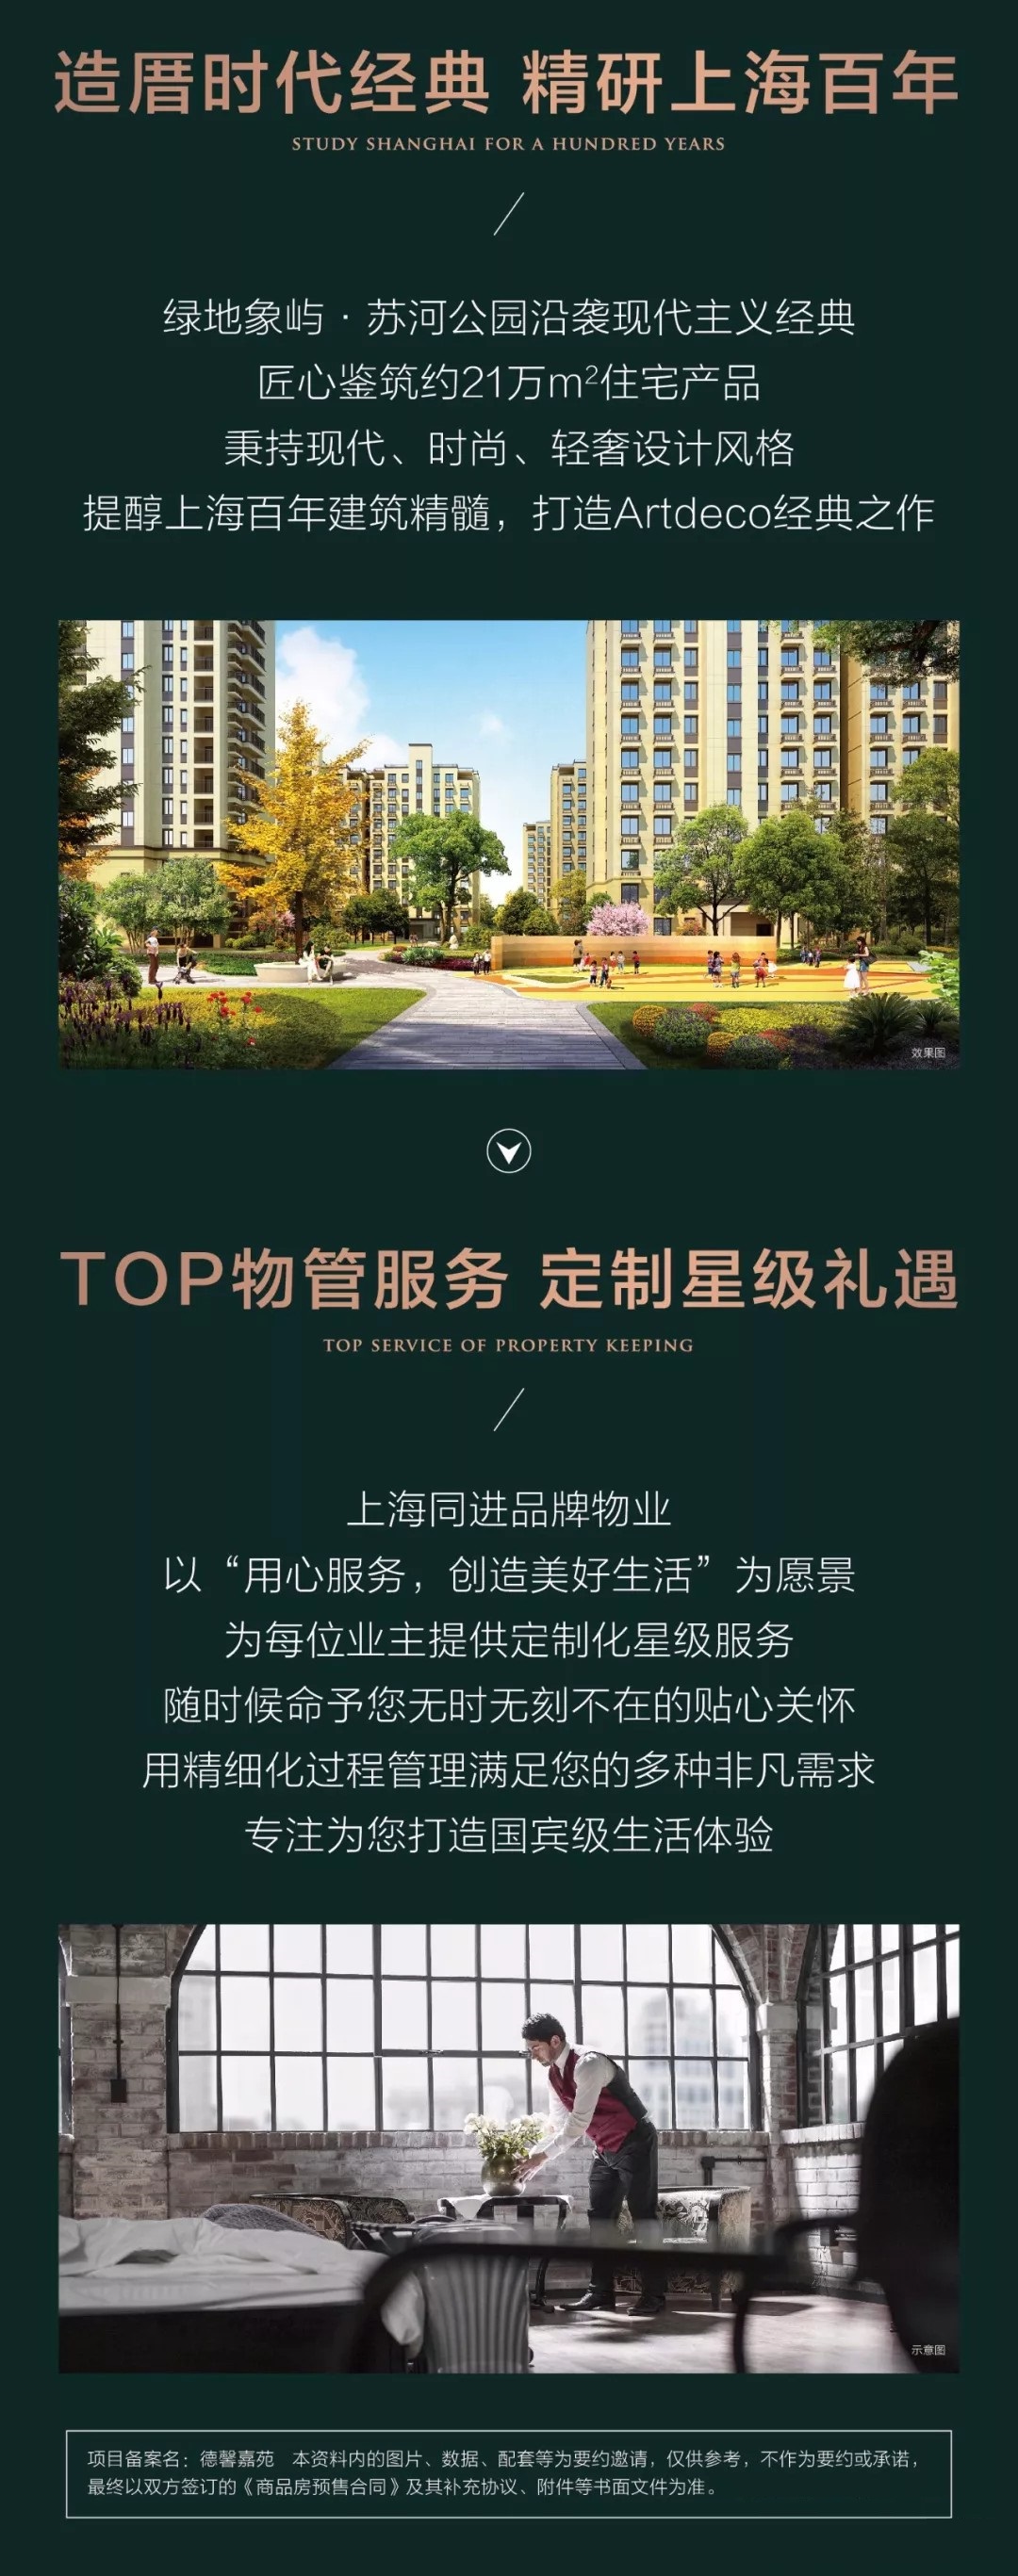 造厝时代经典 精研上海百年
STUDY SHANGHAI FOR A HUNDRED YEARS
绿地象屿·苏河公园沿袭现代主义经典
匠心鉴筑约21万m²住宅产品
秉持现代、时尚、轻奢设计风格
提醇上海百年建筑精髓，打造Artdeco经典之作
效果图
TOP物管服务 定制星级礼遇
TOP SERVICE OF PROPERTY KEEPING
上海同进品牌物业
以“用心服务，创造美好生活”为愿景
为每位业主提供定制化星级服务
随时候命予您无时无刻不在的贴心关怀
用精细化过程管理满足您的多种非凡需求
专注为您打造国宾级生活体验
示意图
项目备案名：德馨嘉苑 本资料内的图片、数据、配套等为要约邀请，仅供参考，不作为要约或承诺，
最终以双方签订的《商品房预售合同》及其补充协议、附件等书面文件为准。